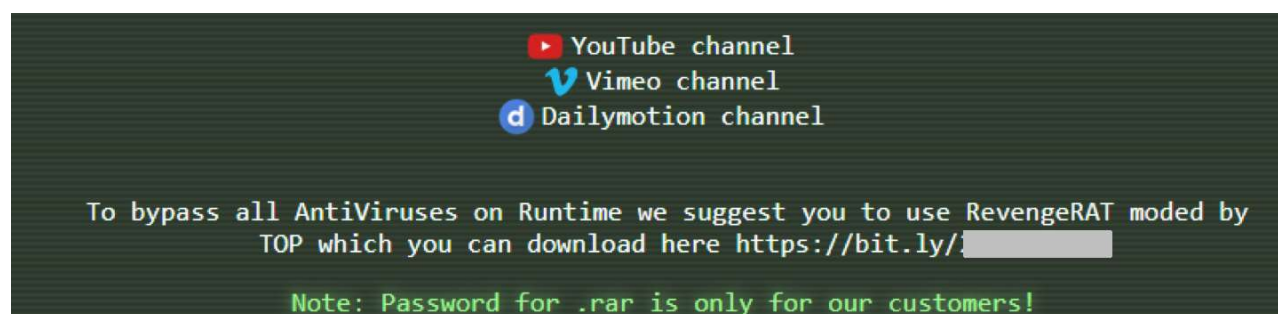 YouTube channel
Vimeo channel
Dailymotion channel
To bypass all AntiViruses on Runtime we suggest you to use RevengeRAT moded by
TOP which you can download here https://bit.ly/
Note: Password for .rar is only for our customers!